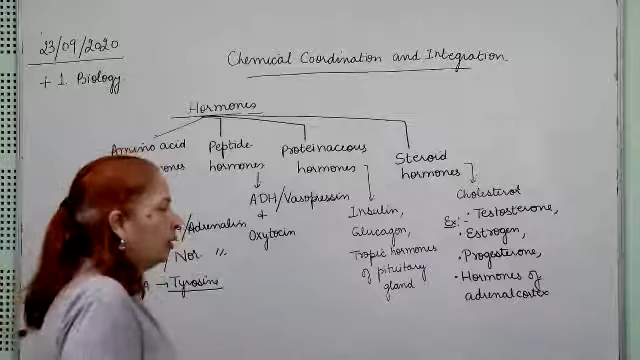 23/09/2020
+1 Biology
Chemical Coordination and Integration
Hormones
Amino acid
Peptide hormones
Proteinaceous hormones
Steroid hormones
/Adrenalin
/ Nor "
→ Tyrosine
ADH/Vasopressin
+
Oxytocin
Insulin,
Glucagon,
Tropic hormones
of pituitary
gland
Cholesterol
Ex:- • Testosterone,
• Estrogen,
• Progesterone,
• Hormones of
adrenal cortex